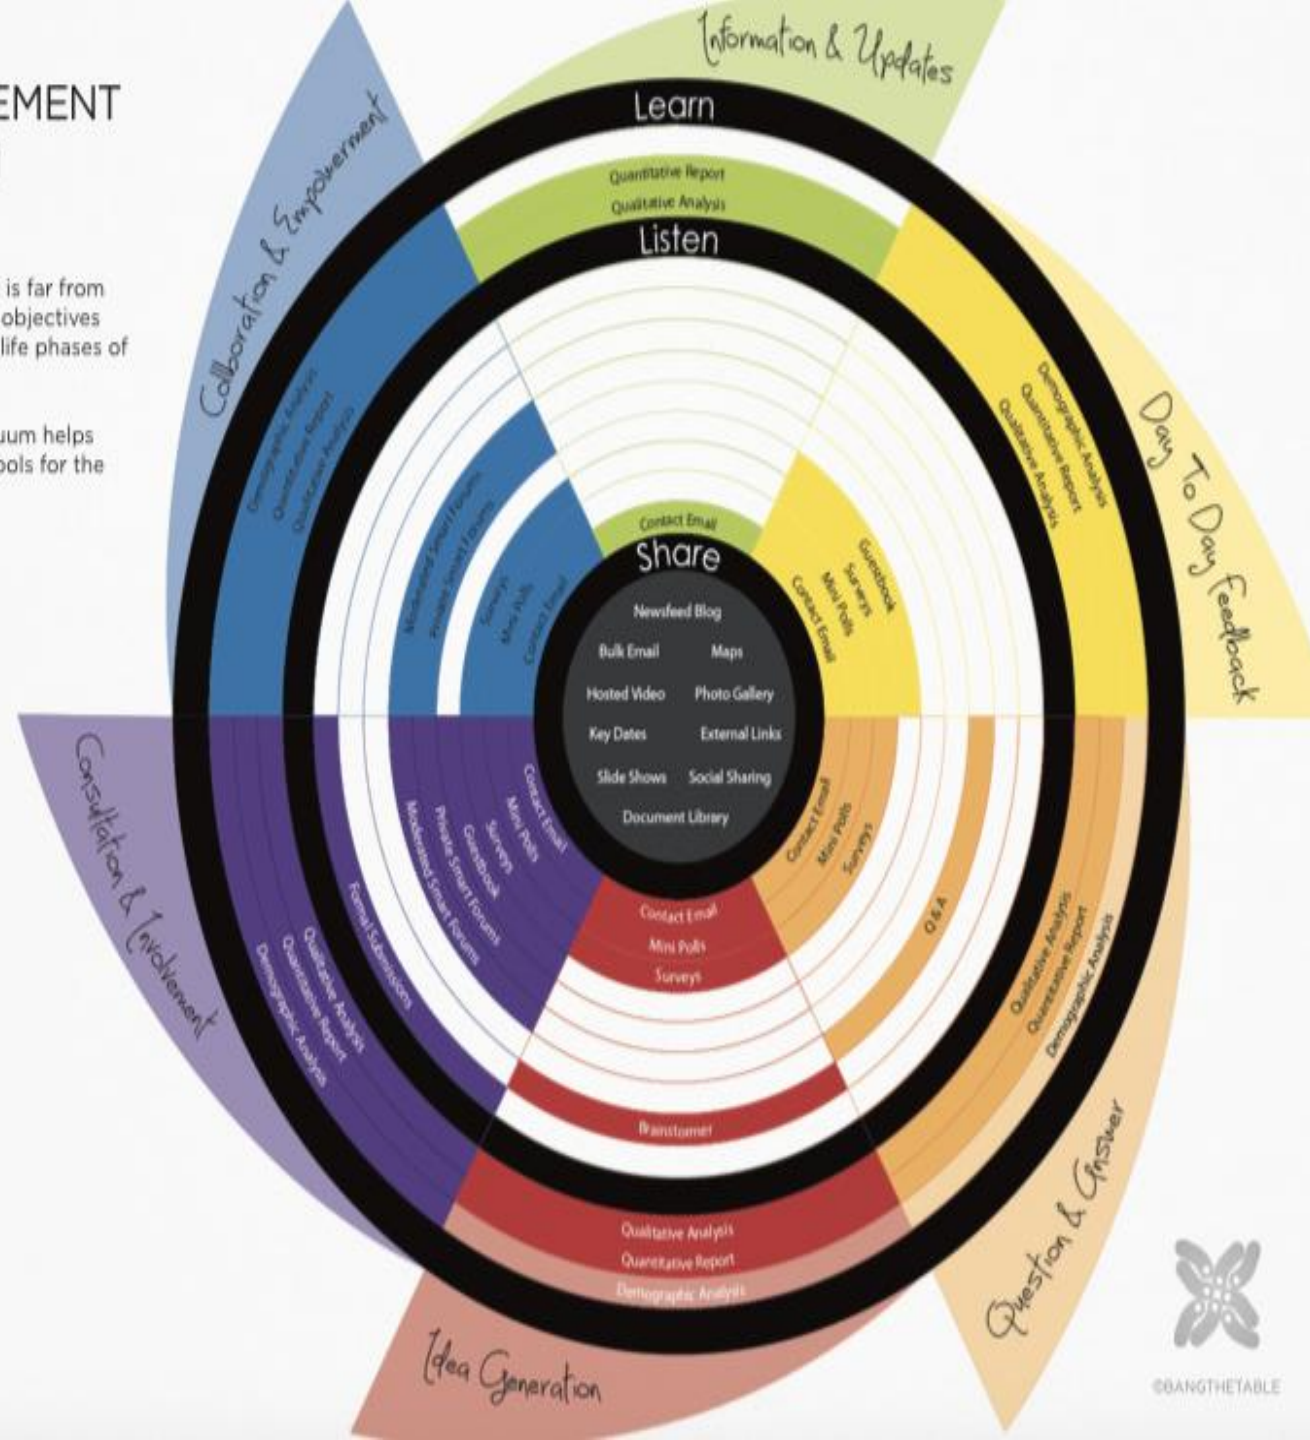 EMENT
is far from
objectives
life phases of
uum helps
ools for the
Information & Updates
Learn
Quantitative Report
Qualitative Analysis
Listen
Contact Email
Share
Newsfeed Blog
Bulk Email Maps
Hosted Video Photo Gallery
Key Dates External Links
Slide Shows Social Sharing
Document Library
Day To Day Feedback
Demographic Analysis
Quantitative Report
Qualitative Analysis
Guestbook
Surveys
Mini Polls
Contact Email
Question & Answer
Contact Email
Mini Polls
Surveys
Q & A
Qualitative Analysis
Quantitative Report
Demographic Analysis
Contact Email
Mini Polls
Surveys
Brainstormer
Qualitative Analysis
Quantitative Report
Demographic Analysis
Idea Generation
Consultation & Involvement
Contact Email
Mini Polls
Surveys
Guestbook
Private Smart Forums
Moderated Smart Forums
Formal Submissions
Qualitative Analysis
Quantitative Report
Demographic Analysis
Collaboration & Empowerment
Demographic Analysis
Quantitative Report
Qualitative Analysis
Moderated Smart Forums
Private Smart Forums
Surveys
Mini Polls
Contact Email
©BANGTHETABLE